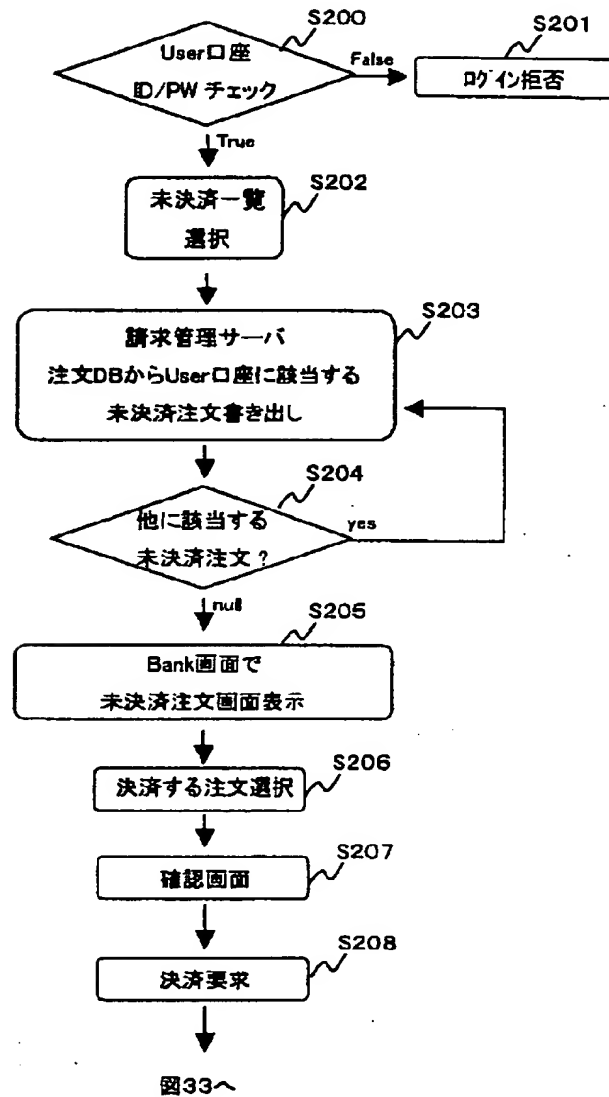 S200
User口座
ID/PW チェック
False
S201
ログイン拒否
True
S202
未決済一覧
選択
S203
請求管理サーバ
注文DBからUser口座に該当する
未決済注文書き出し
S204
他に該当する
未決済注文?
yes
null
S205
Bank画面で
未決済注文画面表示
S206
決済する注文選択
S207
確認画面
S208
決済要求
図33へ